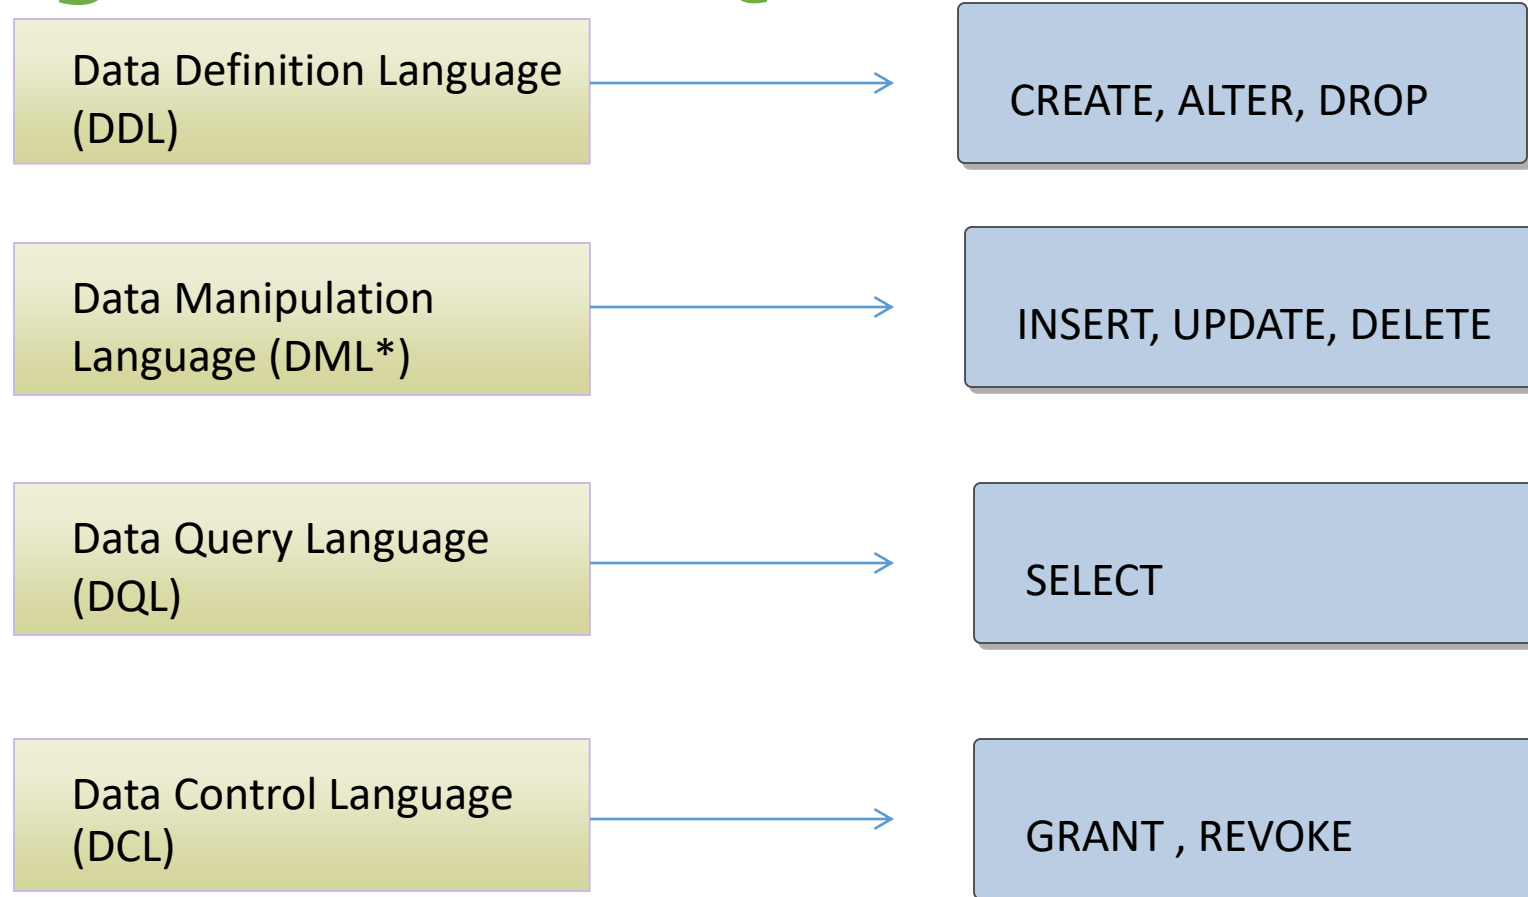 Data Definition Language
(DDL)
CREATE, ALTER, DROP
Data Manipulation
Language (DML*)
INSERT, UPDATE, DELETE
Data Query Language
(DQL)
SELECT
Data Control Language
(DCL)
GRANT , REVOKE